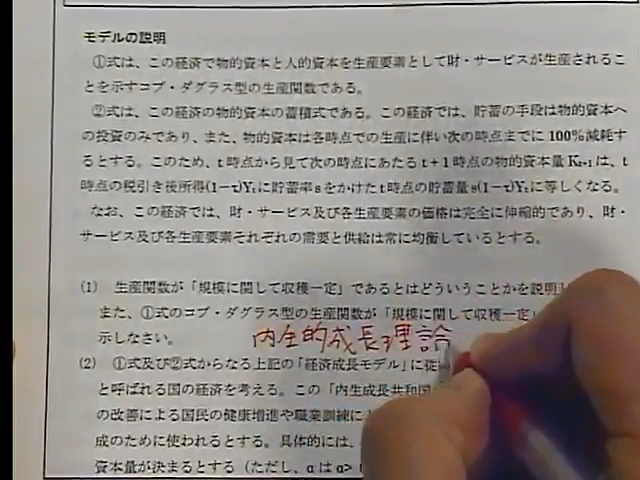 モデルの説明
①式は、この経済で物的資本と人的資本を生産要素として財・サービスが生産されるこ
とを示すコブ・ダグラス型の生産関数である。
②式は、この経済の物的資本の蓄積式である。この経済では、貯蓄の手段は物的資本へ
の投資のみであり、また、物的資本は各時点での生産に伴い次の時点までに 100%減耗す
るとする。このため、t 時点から見て次の時点にあたる t+1 時点の物的資本量 Kt+1は、t
時点の税引き後所得(1-τ)Ytに貯蓄率 s をかけた t 時点の貯蓄量 s(1-τ)Ytに等しくなる。
なお、この経済では、財・サービス及び各生産要素の価格は完全に伸縮的であり、財・
サービス及び各生産要素それぞれの需要と供給は常に均衡しているとする。
(1) 生産関数が「規模に関して収穫一定」であるとはどういうことかを説明し
また、①式のコブ・ダグラス型の生産関数が「規模に関して収穫一定」
示しなさい。 内生的成長理論
(2) ①式及び②式からなる上記の「経済成長モデル」に従
と呼ばれる国の経済を考える。この「内生成長共和国
の改善による国民の健康増進や職業訓練に
成のために使われるとする。具体的には、
資本量が決まるとする（ただし、α は α>